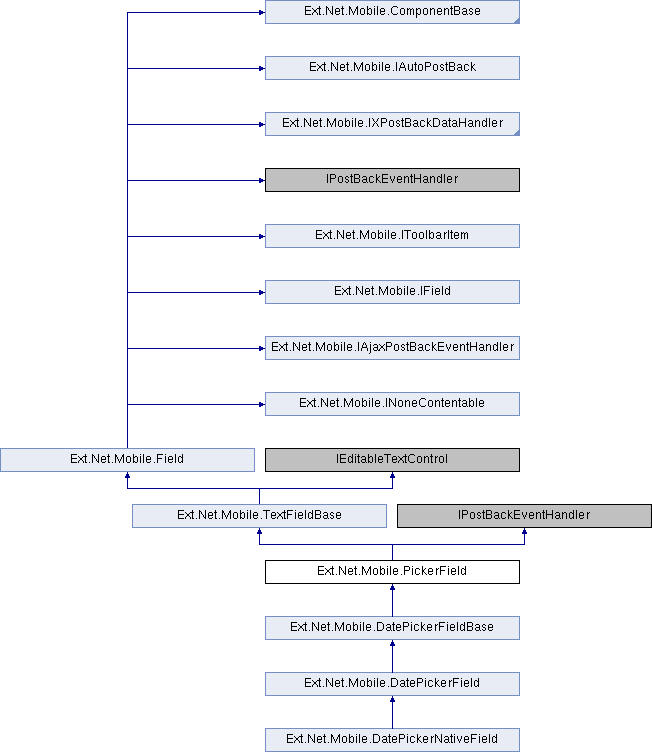 Ext.Net.Mobile.ComponentBase
Ext.Net.Mobile.IAutoPostBack
Ext.Net.Mobile.IXPostBackDataHandler
IPostBackEventHandler
Ext.Net.Mobile.IToolbarItem
Ext.Net.Mobile.IField
Ext.Net.Mobile.IAjaxPostBackEventHandler
Ext.Net.Mobile.INoneContentable
Ext.Net.Mobile.Field
IEditableTextControl
Ext.Net.Mobile.TextFieldBase
IPostBackEventHandler
Ext.Net.Mobile.PickerField
Ext.Net.Mobile.DatePickerFieldBase
Ext.Net.Mobile.DatePickerField
Ext.Net.Mobile.DatePickerNativeField